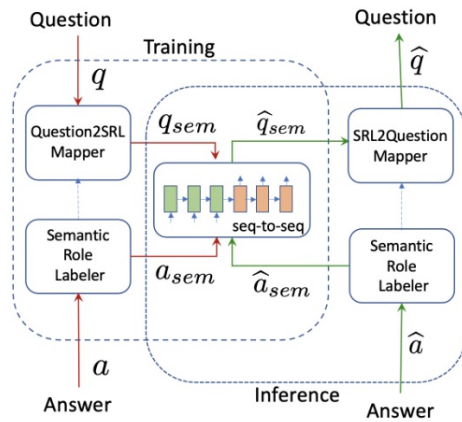 Question
Question
Training
q
q̂
Question2SRL
Mapper
q_sem
q̂_sem
SRL2Question
Mapper
seq-to-seq
Semantic
Role
Labeler
a_sem
â_sem
Semantic
Role
Labeler
a
â
Inference
Answer
Answer